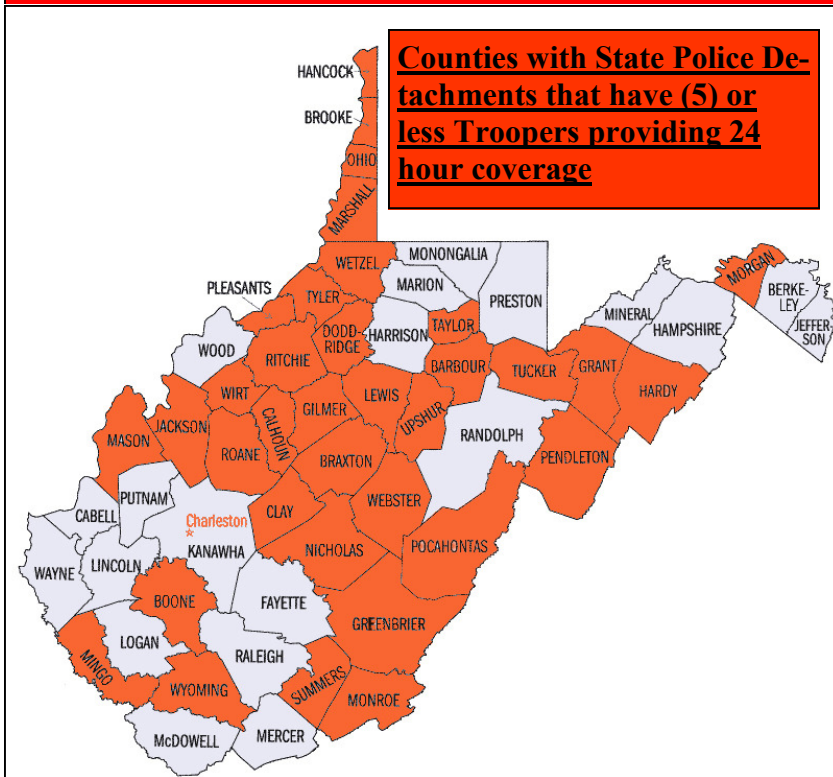 Counties with State Police De-
tachments that have (5) or
less Troopers providing 24
hour coverage
HANCOCK
BROOKE
OHIO
MARSHALL
WETZEL
MONONGALIA
MARION
PRESTON
PLEASANTS
TYLER
DODD-
RIDGE
HARRISON
TAYLOR
MINERAL
HAMPSHIRE
MORGAN
BERKE-
LEY
JEFFER-
SON
WOOD
RITCHIE
BARBOUR
TUCKER
GRANT
HARDY
WIRT
CALHOUN
GILMER
LEWIS
UPSHUR
RANDOLPH
PENDLETON
MASON
JACKSON
ROANE
BRAXTON
WEBSTER
POCAHONTAS
PUTNAM
CABELL
Charleston
KANAWHA
CLAY
NICHOLAS
WAYNE
LINCOLN
BOONE
FAYETTE
GREENBRIER
MINGO
LOGAN
RALEIGH
WYOMING
SUMMERS
MONROE
McDOWELL
MERCER